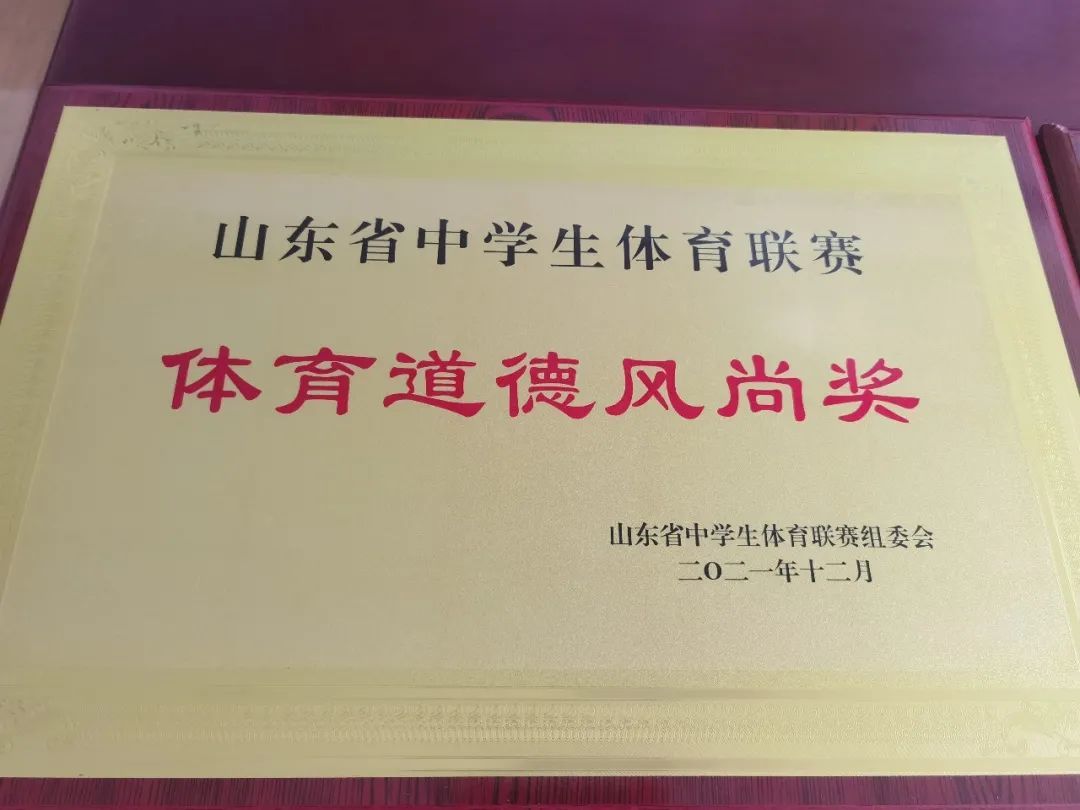 山东省中学生体育联赛
体育道德风尚奖
山东省中学生体育联赛组委会
二〇二一年十二月